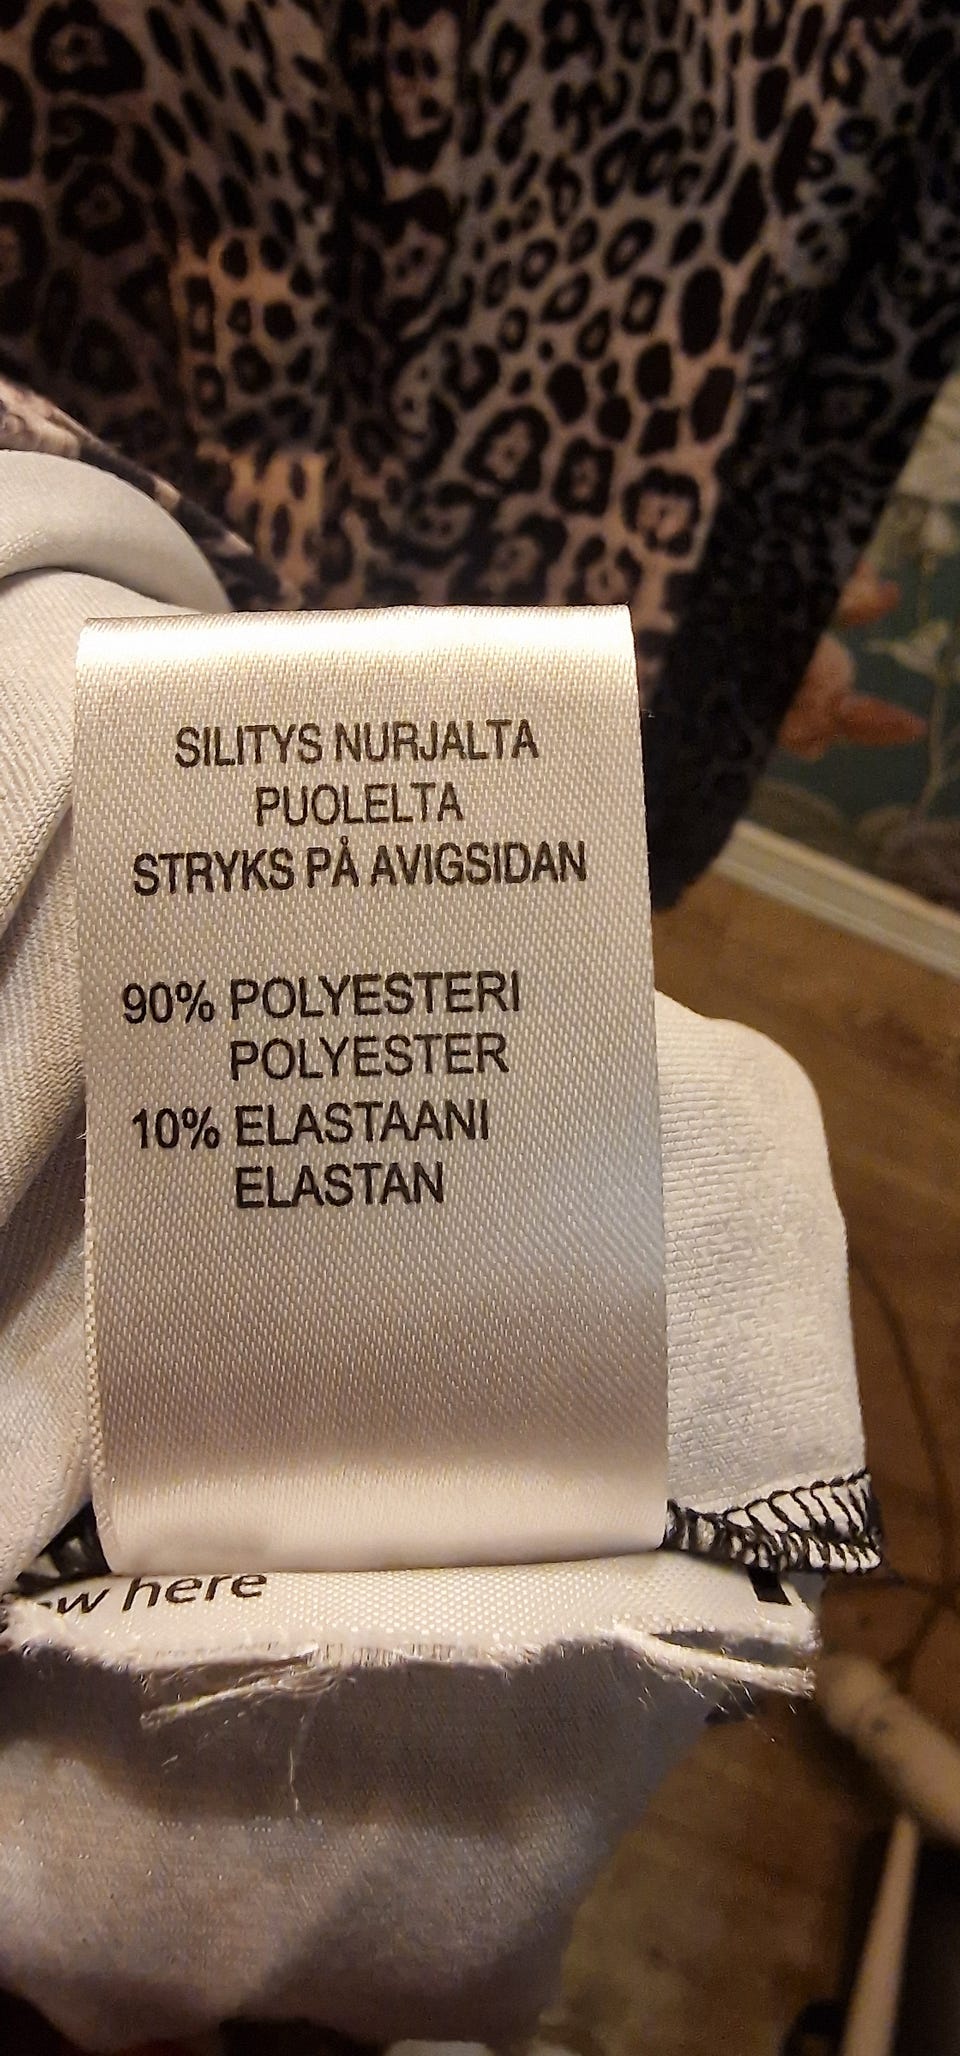 SILITYS NURJALTA
PUOLELTA
STRYKS PÅ AVIGSIDAN
90% POLYESTERI
POLYESTER
10% ELASTAANI
ELASTAN
here